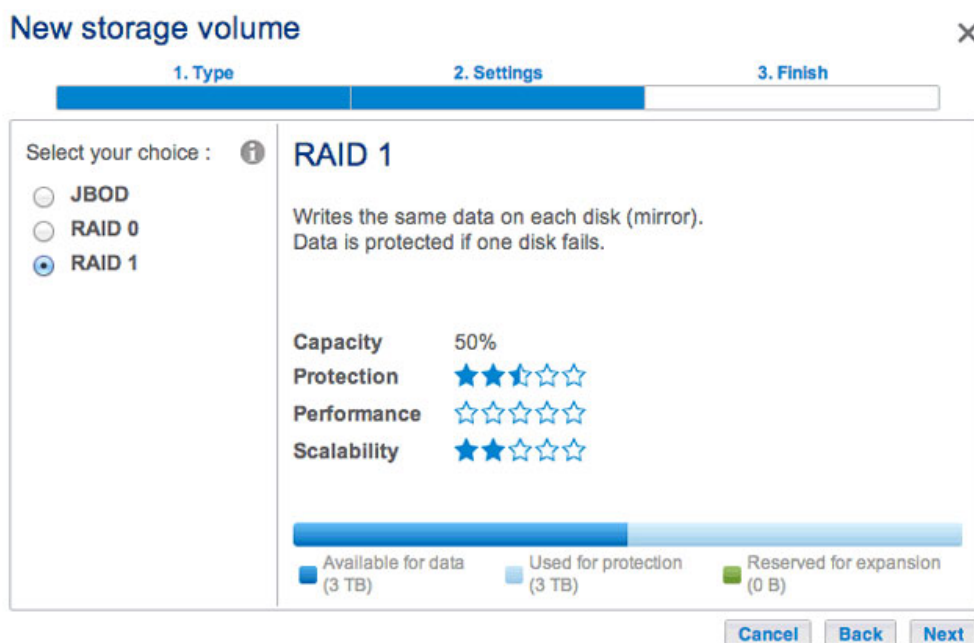 New storage volume
1. Type 2. Settings 3. Finish
Select your choice :
JBOD
RAID 0
RAID 1
RAID 1
Writes the same data on each disk (mirror).
Data is protected if one disk fails.
Capacity 50%
Protection
Performance
Scalability
Available for data
(3 TB)
Used for protection
(3 TB)
Reserved for expansion
(0 B)
Cancel Back Next